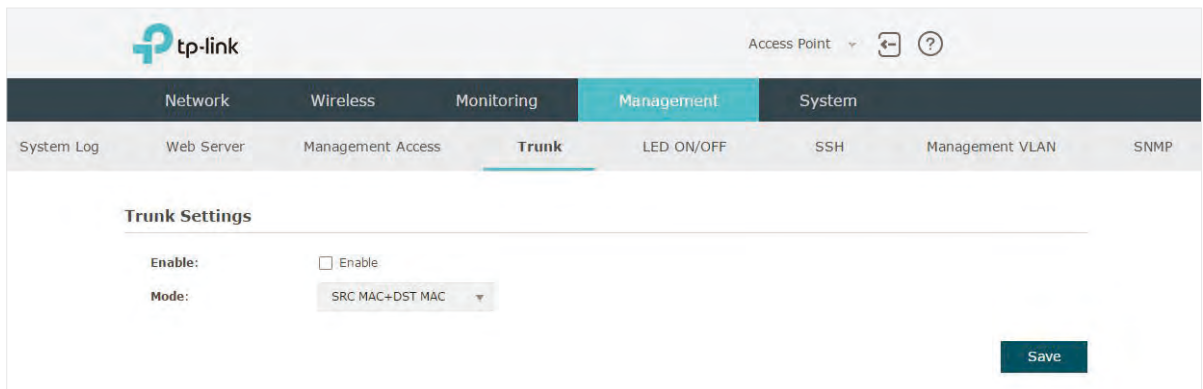 tp-link
Access Point
Network Wireless Monitoring Management System
System Log Web Server Management Access Trunk LED ON/OFF SSH Management VLAN SNMP
Trunk Settings
Enable: Enable
Mode: SRC MAC+DST MAC
Save